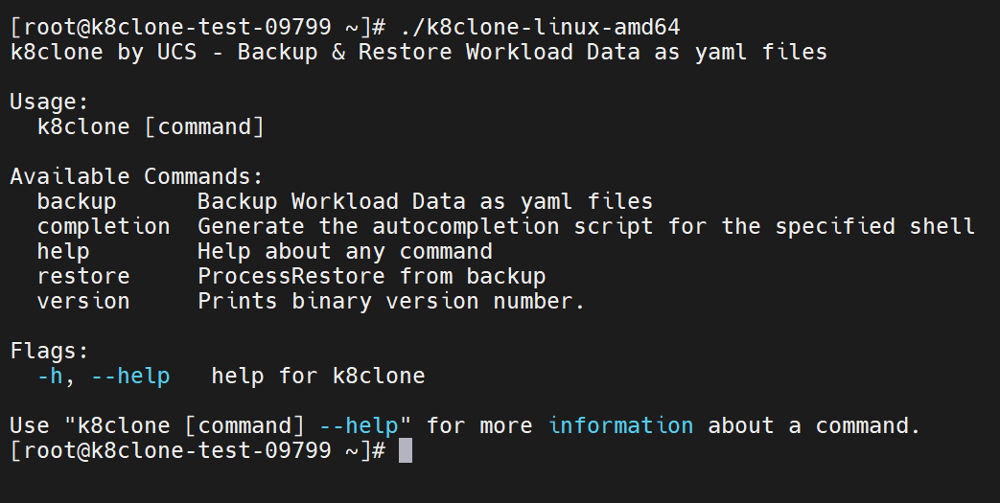 [root@k8clone-test-09799 ~]# ./k8clone-linux-amd64
k8clone by UCS - Backup & Restore Workload Data as yaml files

Usage:
  k8clone [command]

Available Commands:
  backup      Backup Workload Data as yaml files
  completion  Generate the autocompletion script for the specified shell
  help        Help about any command
  restore     ProcessRestore from backup
  version     Prints binary version number.

Flags:
  -h, --help   help for k8clone

Use "k8clone [command] --help" for more information about a command.
[root@k8clone-test-09799 ~]#